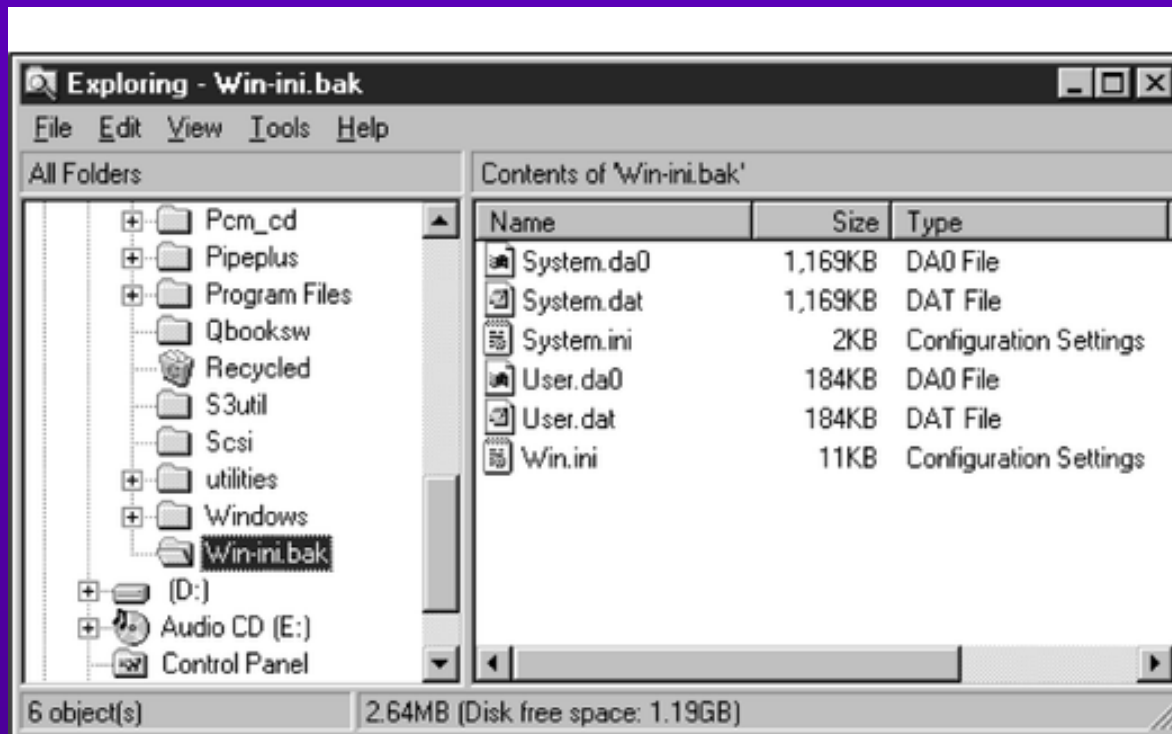 Exploring - Win-ini.bak
File Edit View Tools Help
All Folders
Contents of 'Win-ini.bak'
Pcm_cd
Pipeplus
Program Files
Qbooksw
Recycled
S3util
Scsi
utilities
Windows
Win-ini.bak
(D:)
Audio CD (E:)
Control Panel
Name Size Type
System.da0 1,169KB DA0 File
System.dat 1,169KB DAT File
System.ini 2KB Configuration Settings
User.da0 184KB DA0 File
User.dat 184KB DAT File
Win.ini 11KB Configuration Settings
6 object(s)
2.64MB (Disk free space: 1.19GB)